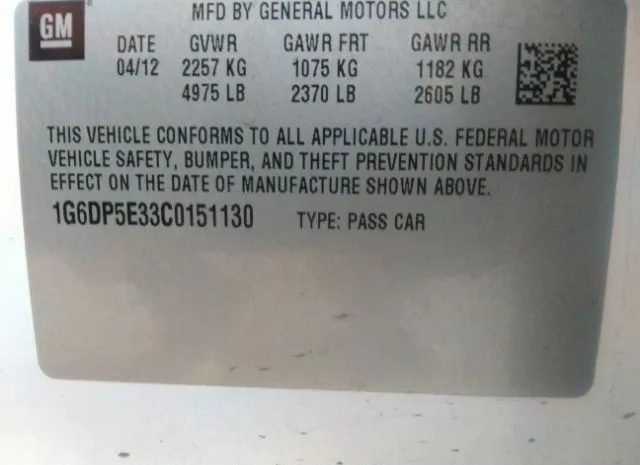 GM ®
MFD BY GENERAL MOTORS LLC
DATE GVWR GAWR FRT GAWR RR
04/12 2257 KG 1075 KG 1182 KG
4975 LB 2370 LB 2605 LB
THIS VEHICLE CONFORMS TO ALL APPLICABLE U.S. FEDERAL MOTOR
VEHICLE SAFETY, BUMPER, AND THEFT PREVENTION STANDARDS IN
EFFECT ON THE DATE OF MANUFACTURE SHOWN ABOVE.
1G6DP5E33C0151130 TYPE: PASS CAR